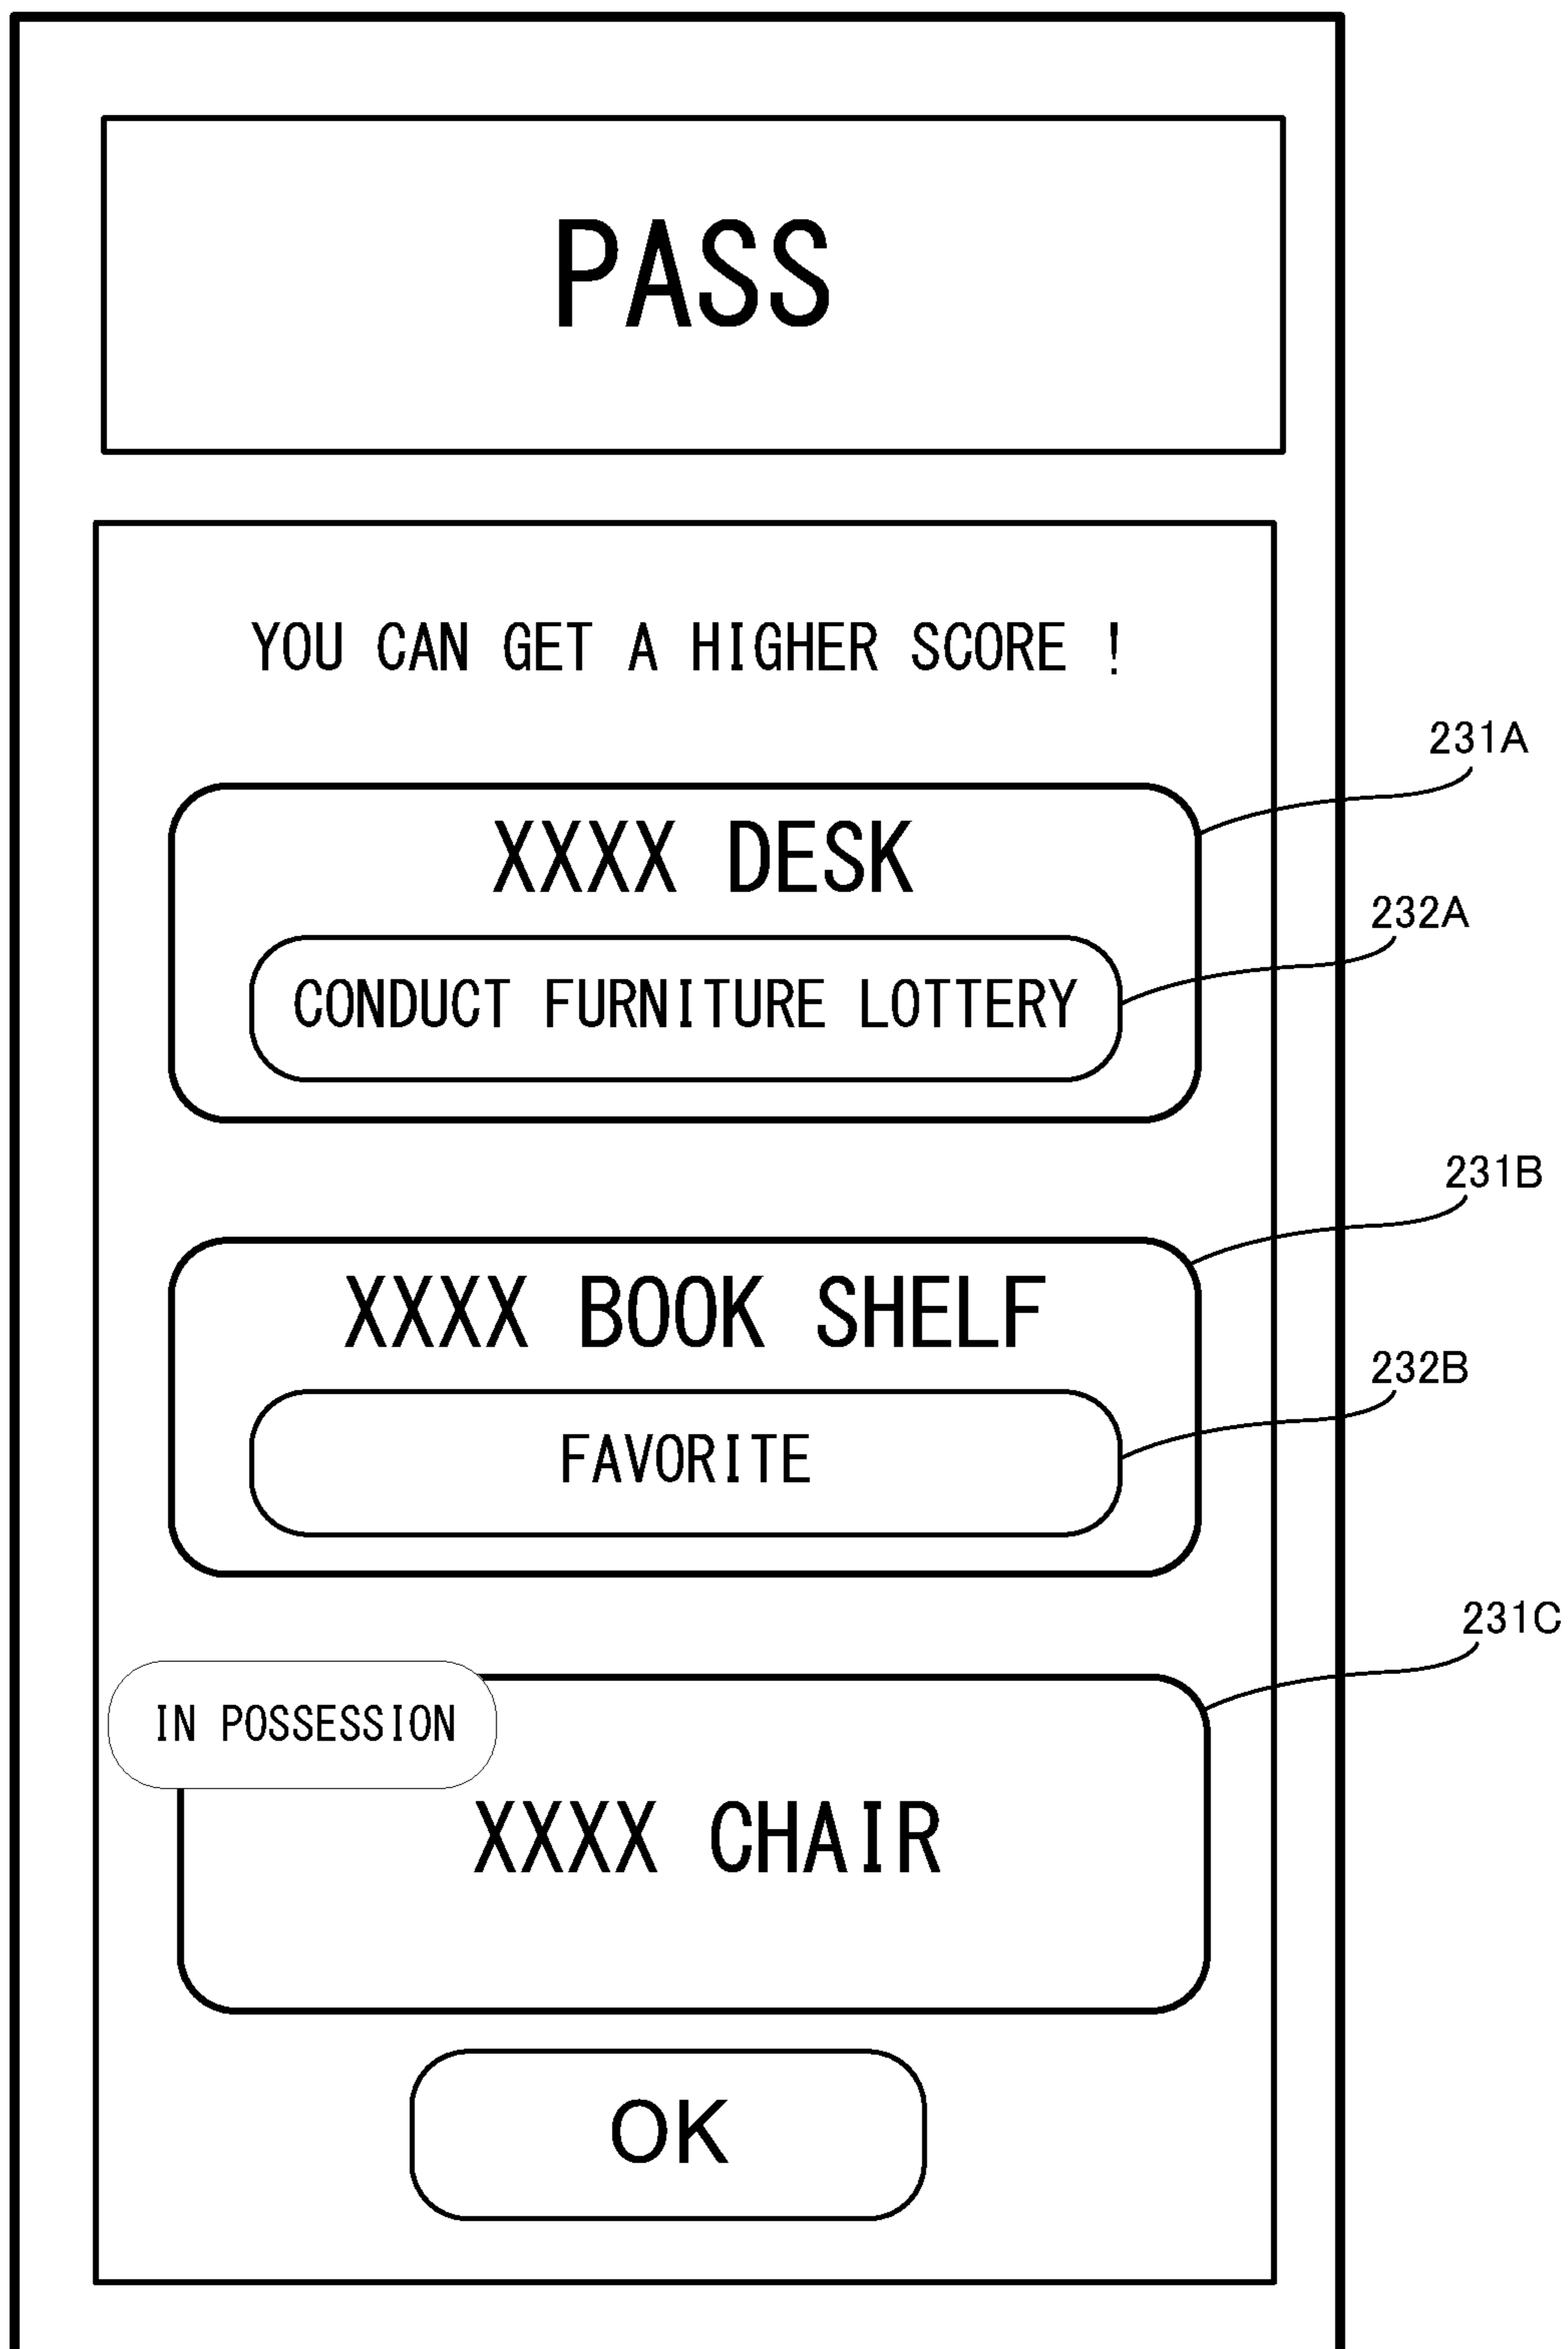 PASS
YOU CAN GET A HIGHER SCORE !
231A
XXXX DESK
232A
CONDUCT FURNITURE LOTTERY
231B
XXXX BOOK SHELF
232B
FAVORITE
231C
IN POSSESSION
XXXX CHAIR
OK